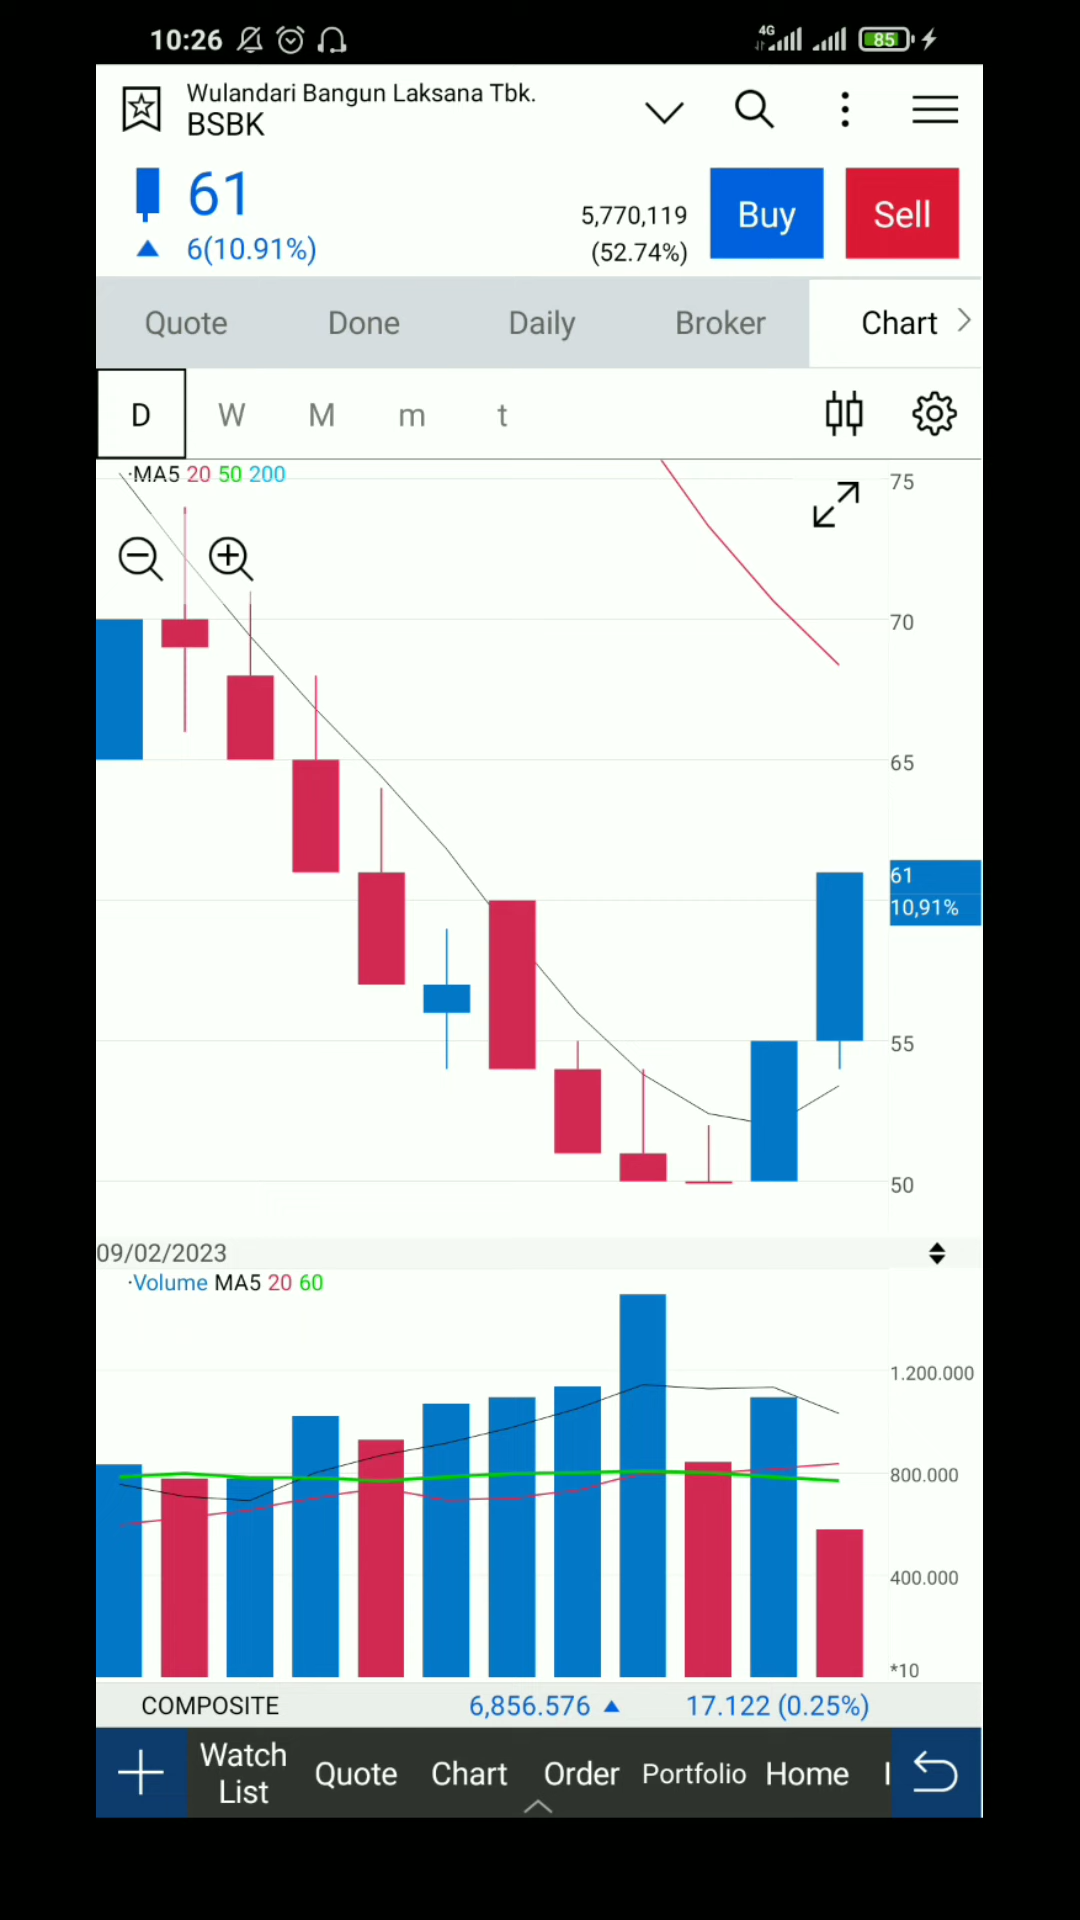 10:26 4G 85
Wulandari Bangun Laksana Tbk.
BSBK
61
6(10.91%)
5,770,119
(52.74%)
Buy
Sell
Quote Done Daily Broker Chart
D W M m t
·MA5 20 50 200
75
70
65
61
10,91%
55
50
09/02/2023
·Volume MA5 20 60
1.200.000
800.000
400.000
*10
COMPOSITE 6,856.576 17.122 (0.25%)
Watch List Quote Chart Order Portfolio Home